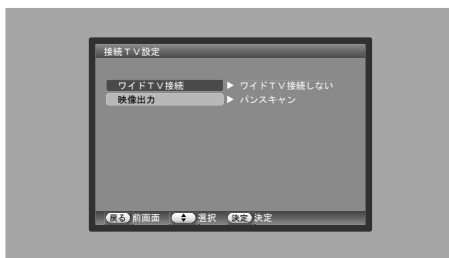 接続TV設定
ワイドTV接続 ▶ ワイドTV接続しない
映像出力 ▶ パンスキャン
戻る 前画面 選択 決定 決定